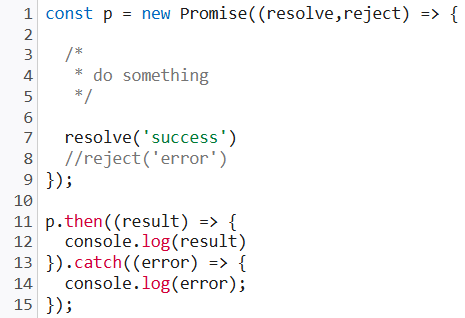 1 const p = new Promise((resolve,reject) => {
2
3   /*
4    * do something
5    */
6
7   resolve('success')
8   //reject('error')
9 });
10
11 p.then((result) => {
12   console.log(result)
13 }).catch((error) => {
14   console.log(error);
15 });